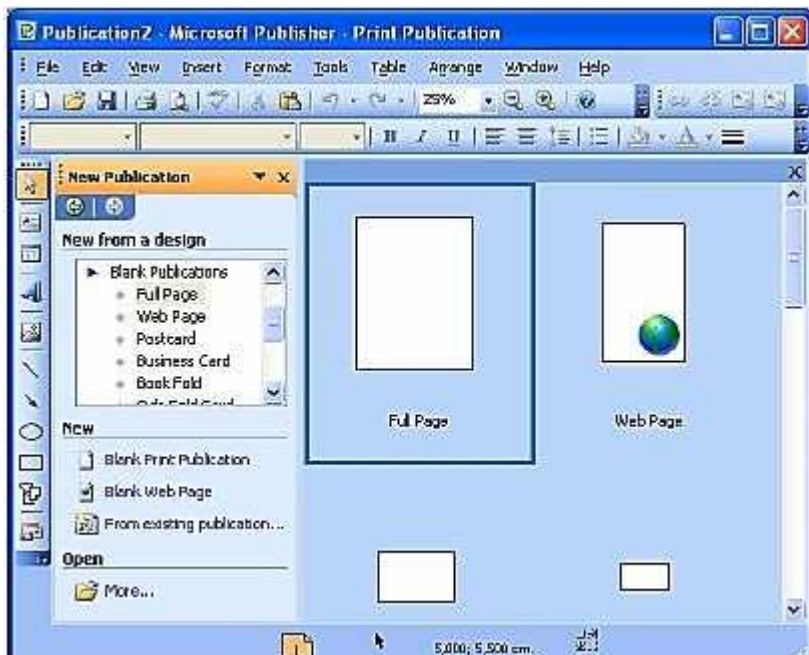 Publication2 - Microsoft Publisher - Print Publication
File Edit View Insert Format Tools Table Arrange Window Help
25%
B I U A
New Publication
New from a design
Blank Publications
Full Page
Web Page
Postcard
Business Card
Book Fold
New
Blank Print Publication
Blank Web Page
From existing publication...
Open
More...
Full Page
Web Page
1
5,000; 5,500 cm.